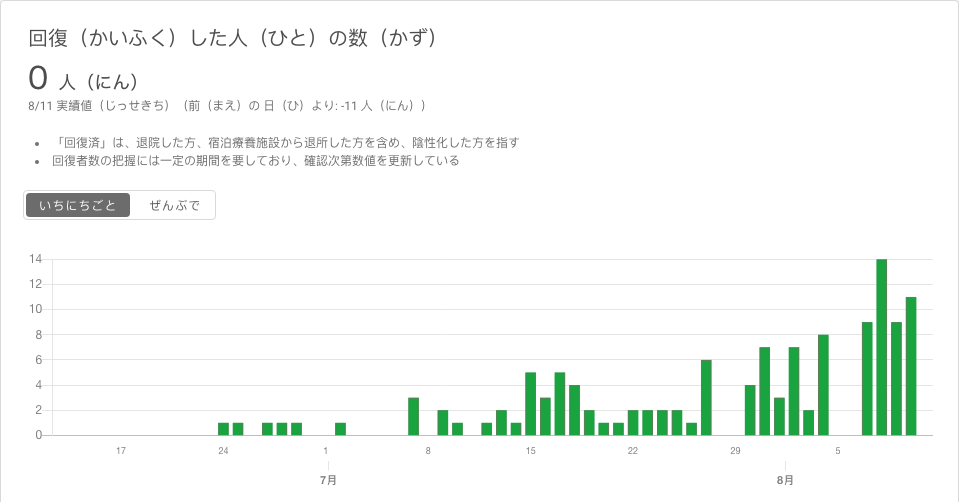 回復（かいふく）した人（ひと）の数（かず）
0 人（にん）
8/11 実績値（じっせきち）（前（まえ）の 日（ひ）より: -11 人（にん））
• 「回復済」は、退院した方、宿泊療養施設から退所した方を含め、陰性化した方を指す
• 回復者数の把握には一定の期間を要しており、確認次第数値を更新している
いちにちごと ぜんぶで
14
12
10
8
6
4
2
0
17 24 1 8 15 22 29 5
7月 8月